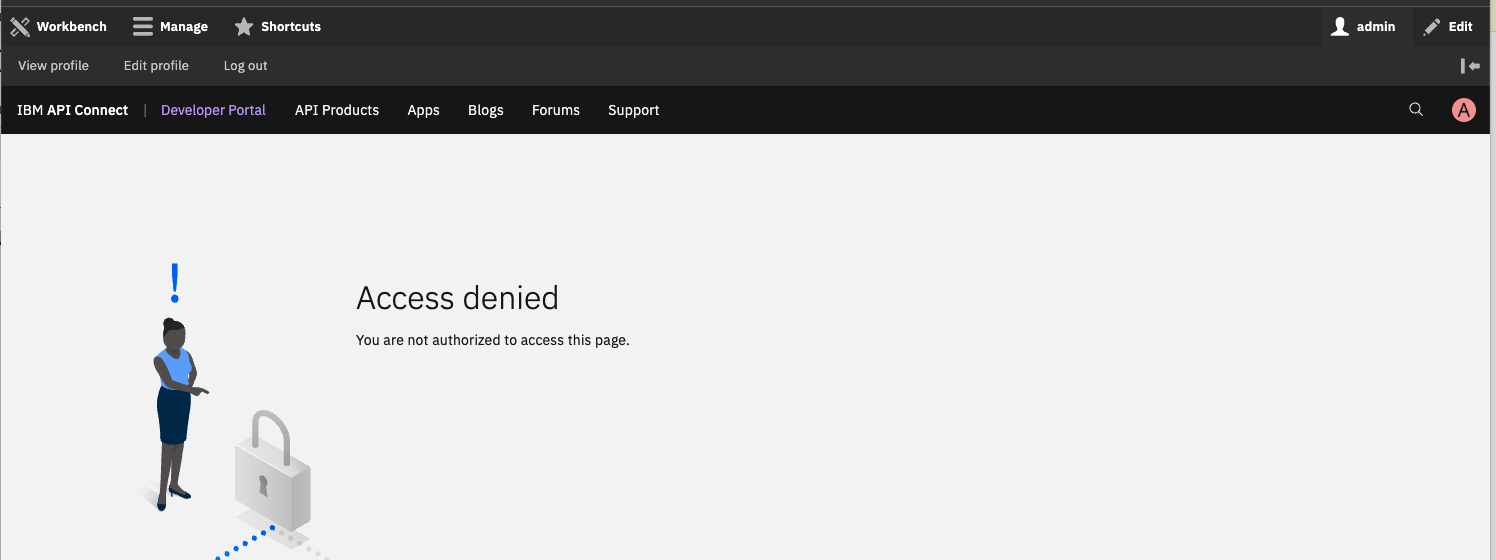 Workbench Manage Shortcuts admin Edit
View profile Edit profile Log out
IBM API Connect | Developer Portal API Products Apps Blogs Forums Support A
Access denied
You are not authorized to access this page.